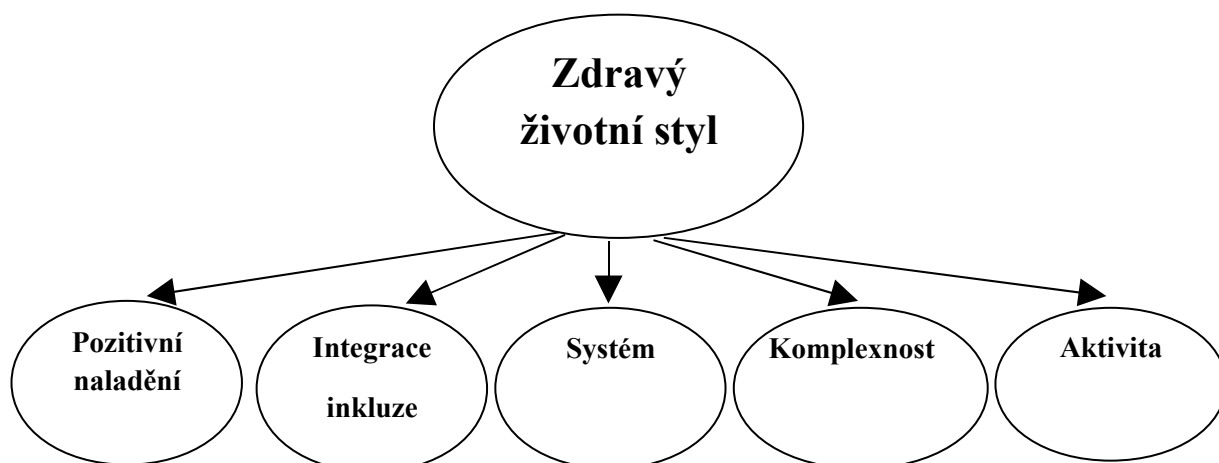 Zdravý
životní styl
Pozitivní
naladění
Integrace
inkluze
Systém
Komplexnost
Aktivita